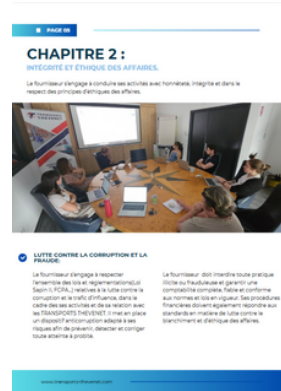 PAGE 05
CHAPITRE 2 :
INTÉGRITÉ ET ÉTHIQUE DES AFFAIRES.
Le fournisseur s'engage à conduire ses activités avec honnêteté, intégrité et dans le
respect des principes d'éthiques des affaires.
TRANSPORTS
THEVENET
LUTTE CONTRE LA CORRUPTION ET LA
FRAUDE:
Le fournisseur s'engage à respecter
l'ensemble des lois et réglementations(Loi
Sapin II, FCPA...) relatives à la lutte contre la
corruption et le trafic d'influence, dans le
cadre des ses activités et de sa relation avec
les TRANSPORTS THEVENET. Il met en place
un dispositif anticorruption adapté à ses
risques afin de prévenir, détecter et corriger
toute atteinte à probité.
Le fournisseur doit interdire toute pratique
illicite ou frauduleuse et garantir une
comptabilité complète, fiable et conforme
aux normes et lois en vigueur. Ses procédures
financières doivent également répondre aux
standards en matière de lutte contre le
blanchiment et d'éthique des affaires.
www.transportsthevenet.com